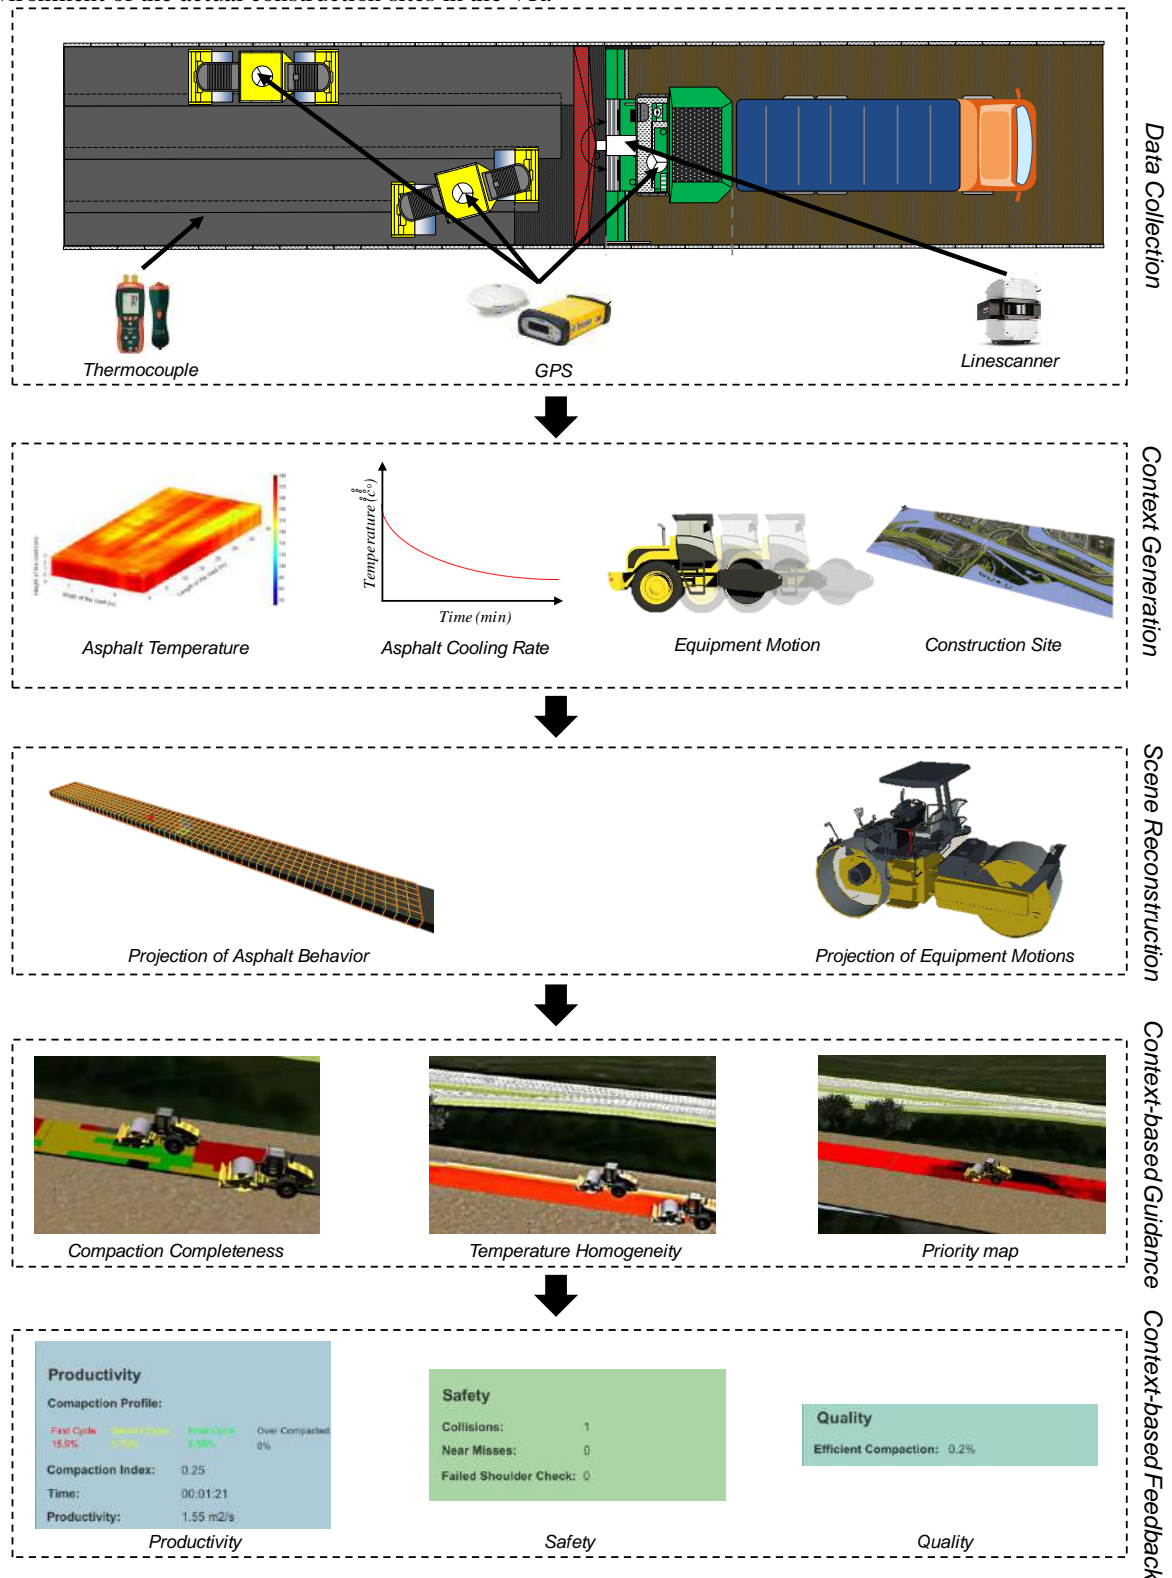 Data Collection
Thermocouple
GPS
Linescanner
Context Generation
Temperature (c°)
Time (min)
Asphalt Temperature
Asphalt Cooling Rate
Equipment Motion
Construction Site
Scene Reconstruction
Projection of Asphalt Behavior
Projection of Equipment Motions
Context-based Guidance
Compaction Completeness
Temperature Homogeneity
Priority map
Context-based Feedback
Productivity
Comapction Profile:
First Cycle
Over Compacted
15.0%
0%
Compaction Index: 0.25
Time: 00:01:21
Productivity: 1.55 m2/s
Productivity
Safety
Collisions: 1
Near Misses: 0
Failed Shoulder Check: 0
Safety
Quality
Efficient Compaction: 0.2%
Quality